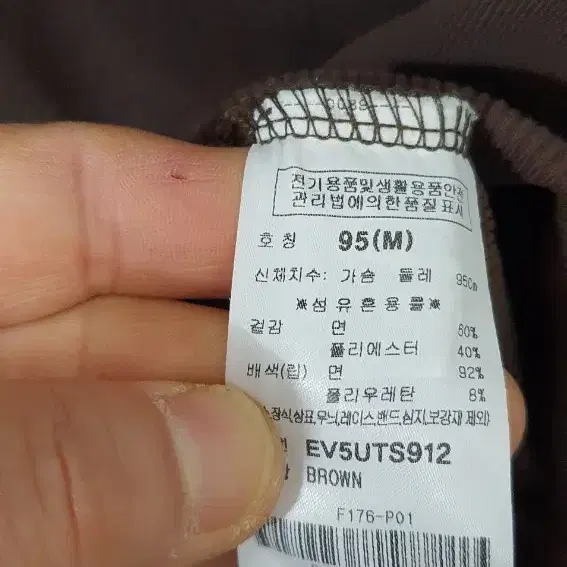 전기용품및생활용품안전
관리법에의한품질표시
호칭 95(M)
신체치수: 가슴 둘레 95Cm
※섬유혼용률※
겉감 면 60%
폴리에스터 40%
배색(립) 면 92%
폴리우레탄 8%
장식,상표,무늬,레이스,밴드,심지,보강재 제외)
EV5UTS912
BROWN
F176-P01